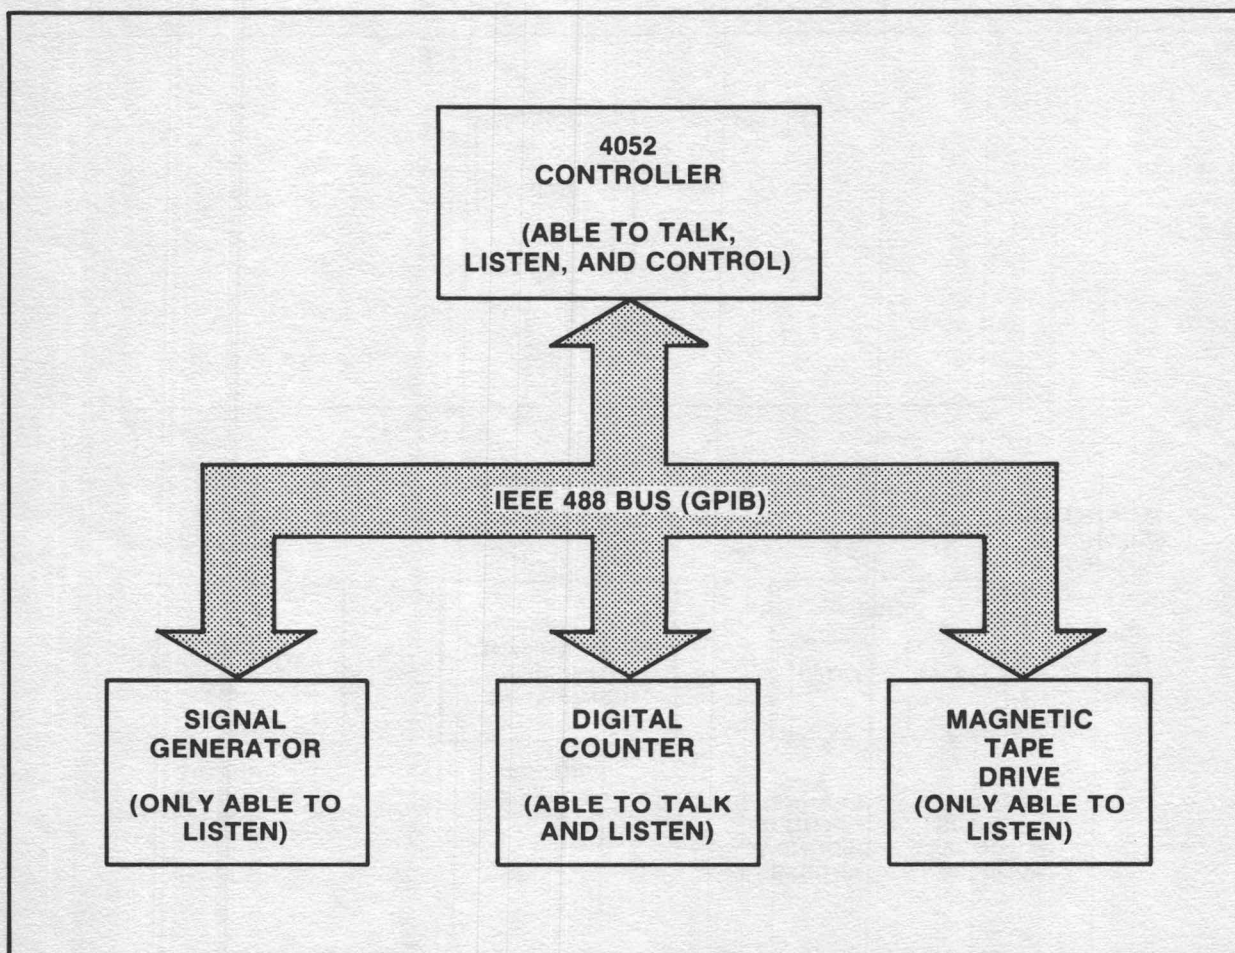 4052
CONTROLLER
(ABLE TO TALK,
LISTEN, AND CONTROL)
IEEE 488 BUS (GPIB)
SIGNAL
GENERATOR
(ONLY ABLE TO
LISTEN)
DIGITAL
COUNTER
(ABLE TO TALK
AND LISTEN)
MAGNETIC
TAPE
DRIVE
(ONLY ABLE TO
LISTEN)